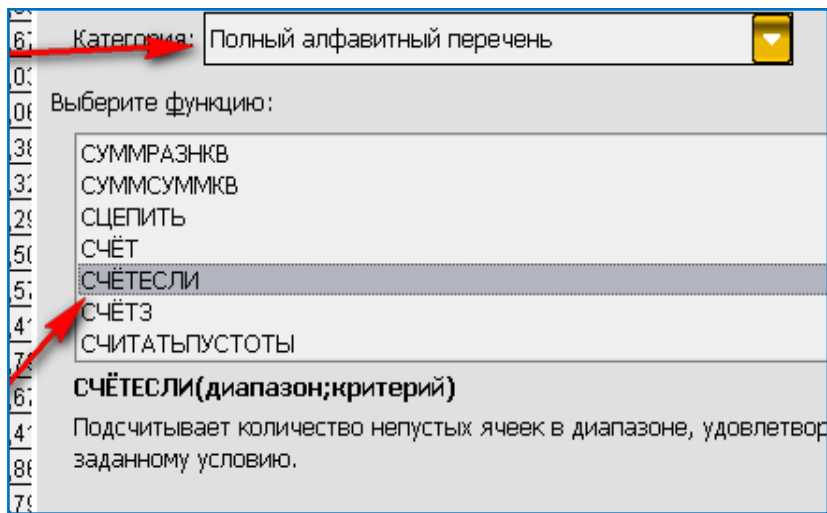 Категория: Полный алфавитный перечень
Выберите функцию:
СУММРАЗНКВ
СУММСУММКВ
СЦЕПИТЬ
СЧЁТ
СЧЁТЕСЛИ
СЧЁТЗ
СЧИТАТЬПУСТОТЫ
СЧЁТЕСЛИ(диапазон;критерий)
Подсчитывает количество непустых ячеек в диапазоне,
заданному условию.